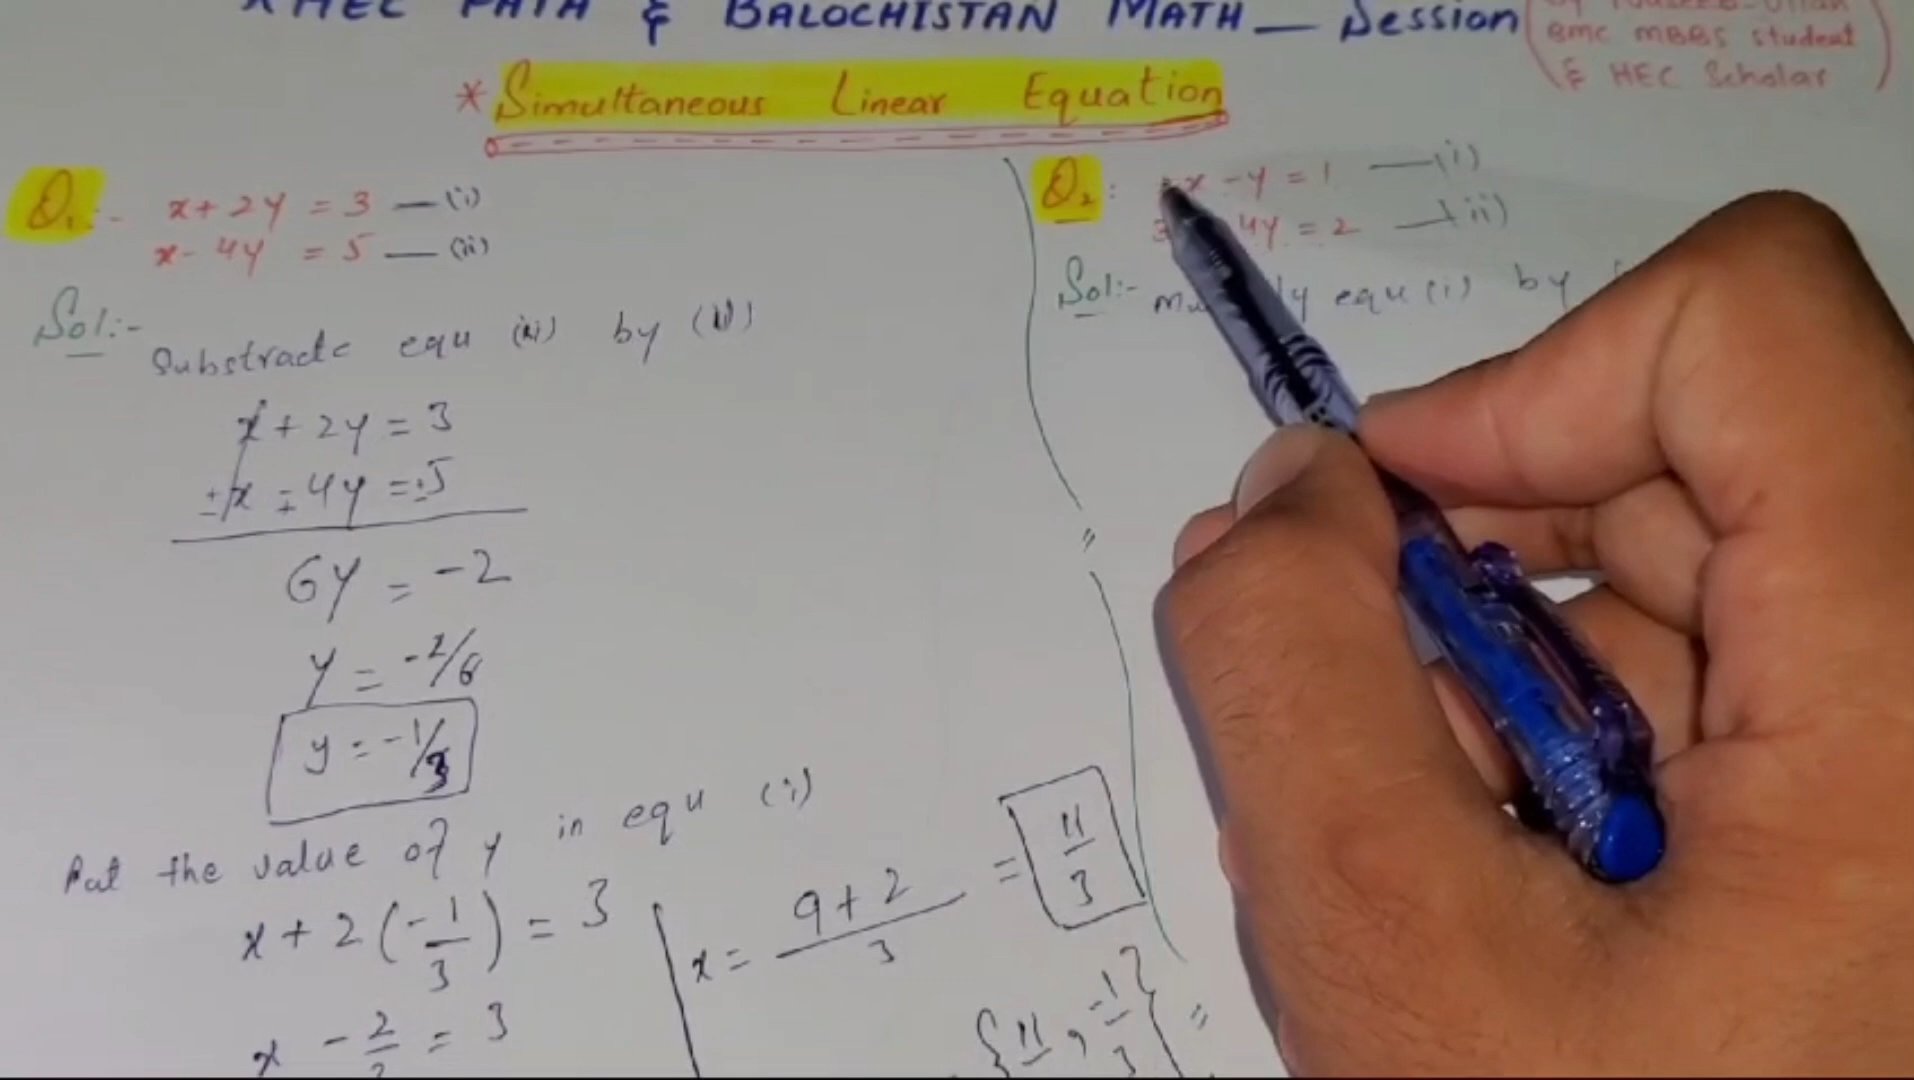 HEC PATH & BALOCHISTAN MATH — Session
BMC MBBS Student
& HEC Scholar
* Simultaneous Linear Equation
Q1:- x + 2y = 3 — (i)
x - 4y = 5 — (ii)
Sol:-
Substracte equ (ii) by (i)
x + 2y = 3
± x ∓ 4y = ± 5
6y = -2
y = -2/6
y = -1/3
Put the value of y in equ (i)
x + 2(-1/3) = 3
x - 2/3 = 3
x = 9+2/3 = 11/3
{11/3, -1/3}
Q2: x - y = 1 — (i)
4y = 2 — (ii)
Sol:- equ (i) by